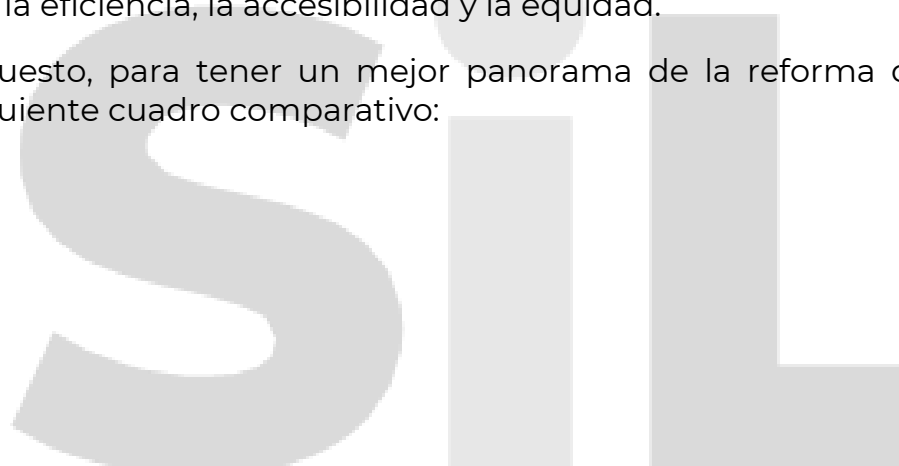 la eficiencia, la accesibilidad y la equidad.
uesto, para tener un mejor panorama de la reforma
uiente cuadro comparativo:
SiL